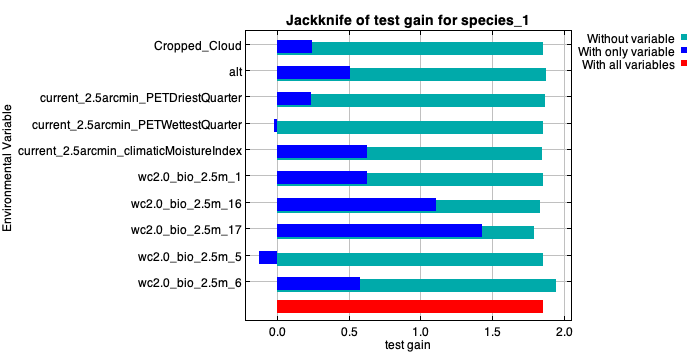 Jackknife of test gain for species_1
Without variable
With only variable
With all variables
Environmental Variable
Cropped_Cloud
alt
current_2.5arcmin_PETDriestQuarter
current_2.5arcmin_PETWettestQuarter
current_2.5arcmin_climaticMoistureIndex
wc2.0_bio_2.5m_1
wc2.0_bio_2.5m_16
wc2.0_bio_2.5m_17
wc2.0_bio_2.5m_5
wc2.0_bio_2.5m_6
0.0 0.5 1.0 1.5 2.0
test gain